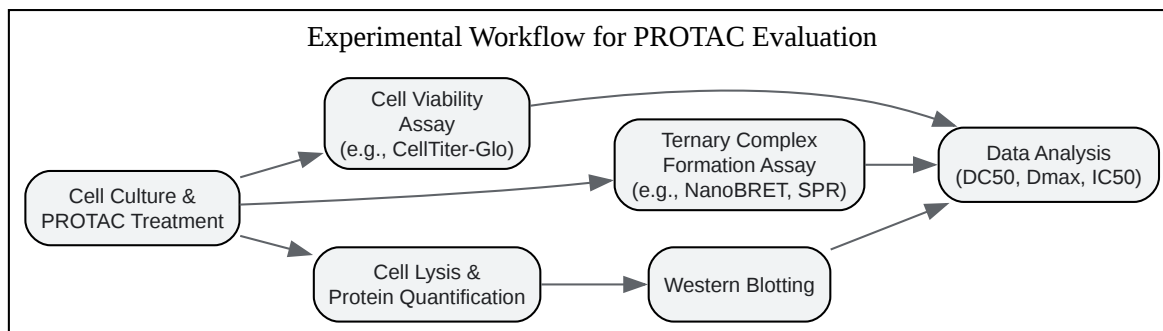 Experimental Workflow for PROTAC Evaluation
Cell Viability
Assay
(e.g., CellTiter-Glo)
Ternary Complex
Formation Assay
(e.g., NanoBRET, SPR)
Data Analysis
(DC50, Dmax, IC50)
Cell Culture &
PROTAC Treatment
Cell Lysis &
Protein Quantification
Western Blotting